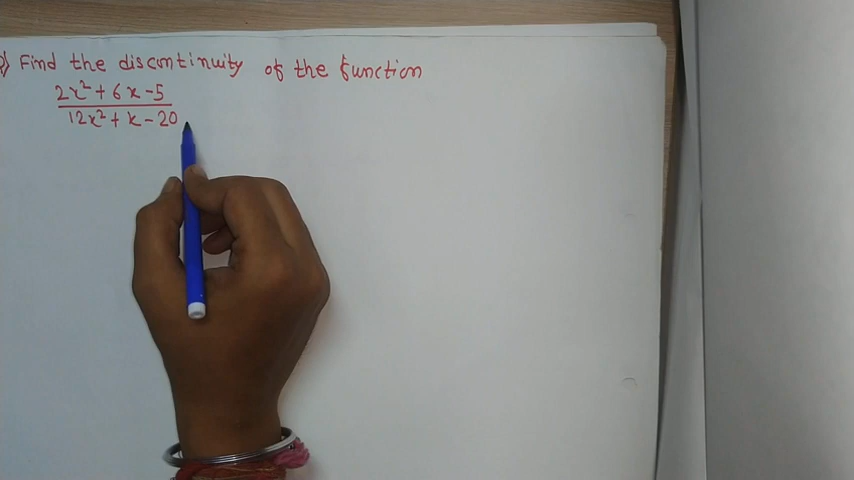 Find the discontinuity of the function
2x² + 6x - 5
12x² + x - 20